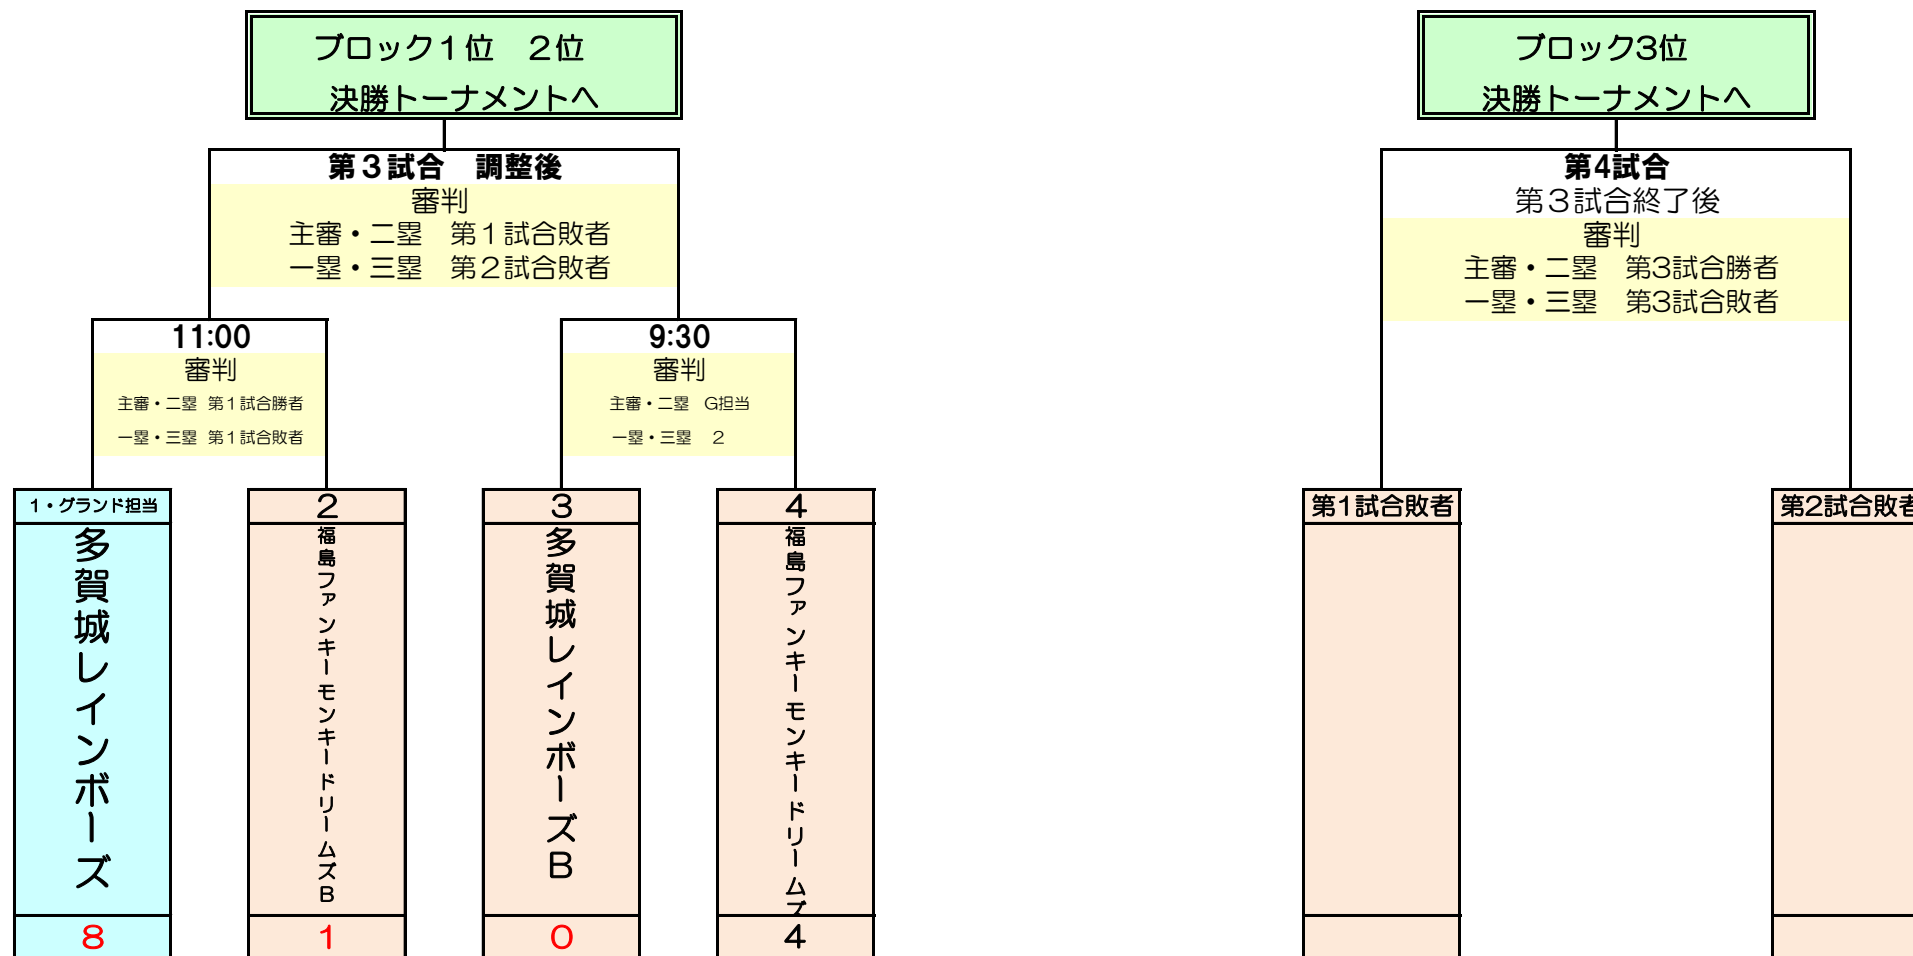 ブロック１位　２位
決勝トーナメントへ
第３試合　調整後
審判
主審・二塁　第１試合敗者
一塁・三塁　第２試合敗者
11:00
審判
主審・二塁 第１試合勝者
一塁・三塁 第１試合敗者
9:30
審判
主審・二塁　G担当
一塁・三塁　２
1・グランド担当
多賀城レインボーズ
8
2
福島ファンキーモンキードリームズB
1
3
多賀城レインボーズB
0
4
福島ファンキーモンキードリームズ
4
ブロック3位
決勝トーナメントへ
第4試合
第３試合終了後
審判
主審・二塁　第3試合勝者
一塁・三塁　第3試合敗者
第1試合敗者
第2試合敗者